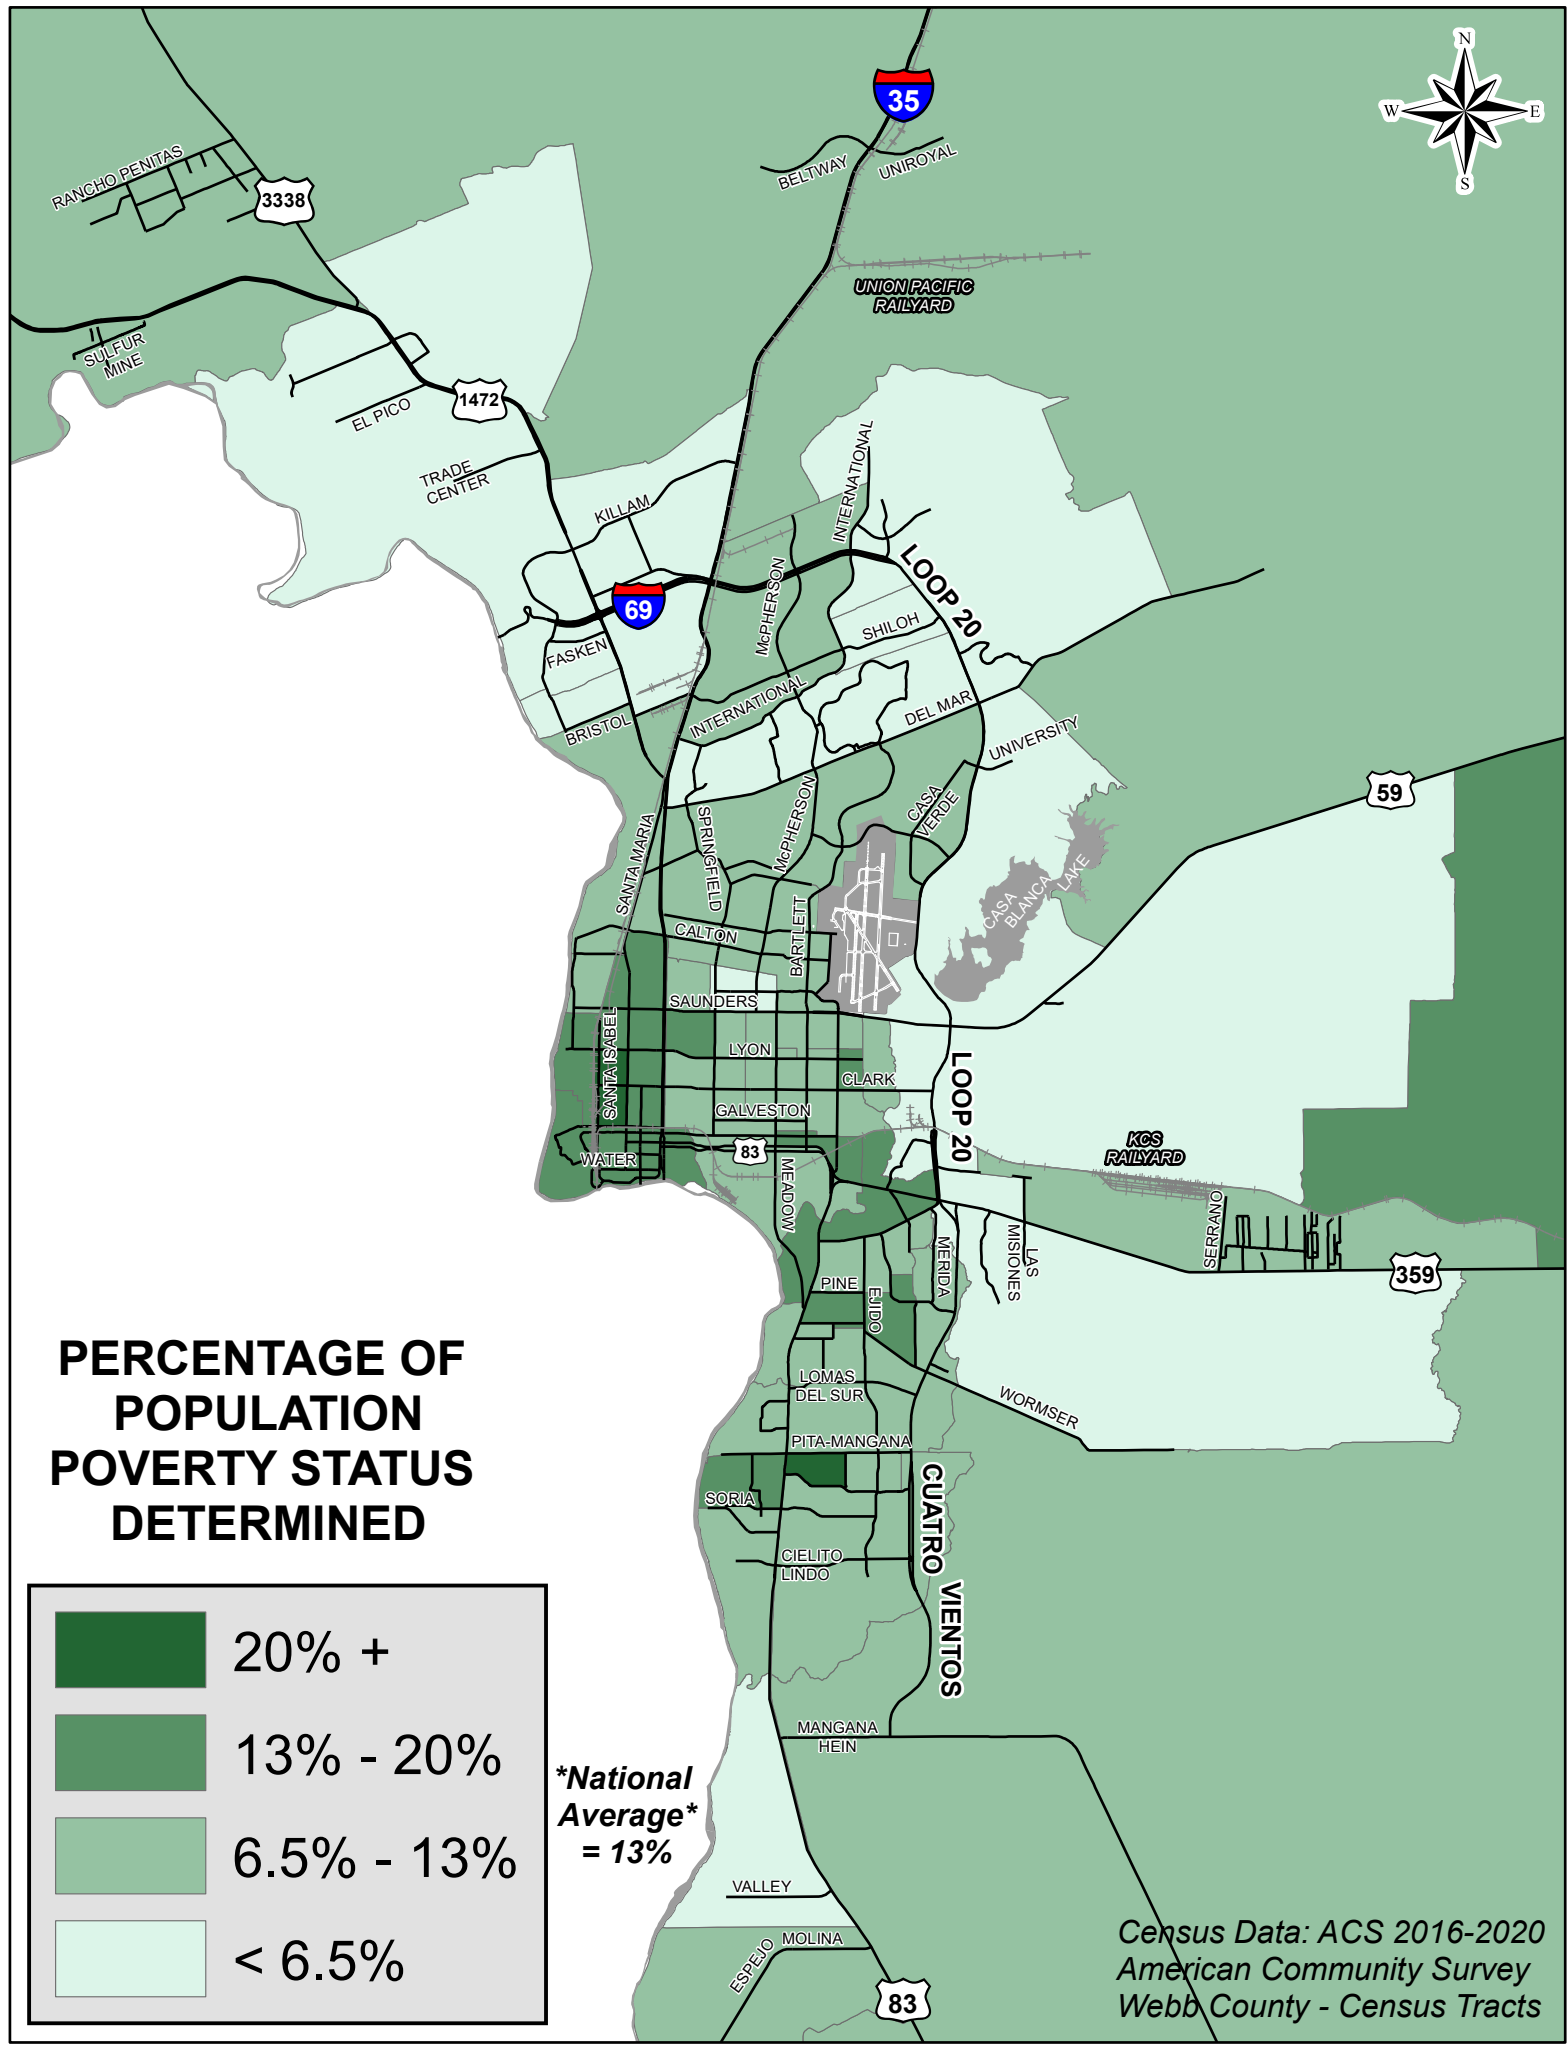 N
W
E
S
35
BELTWAY
UNIROYAL
RANCHO PENITAS
3338
UNION PACIFIC
RAILYARD
SULFUR
MINE
1472
EL PICO
TRADE
CENTER
KILLAM
INTERNATIONAL
LOOP 20
69
McPHERSON
SHILOH
FASKEN
INTERNATIONAL
DEL MAR
BRISTOL
UNIVERSITY
59
CASA
VERDE
SPRINGFIELD
McPHERSON
SANTA MARIA
CASA
BLANCA
LAKE
CALTON
BARTLETT
SAUNDERS
SANTA ISABEL
LYON
LOOP 20
CLARK
GALVESTON
83
WATER
KCS
RAILYARD
MEADOW
SERRANO
MERIDA
LAS
MISIONES
359
PINE
EJIDO
LOMAS
DEL SUR
WORMSER
PITA-MANGANA
SORIA
CUATRO VIENTOS
CIELITO
LINDO
MANGANA
HEIN
VALLEY
MOLINA
ESPEJO
83
PERCENTAGE OF
POPULATION
POVERTY STATUS
DETERMINED
20% +
13% - 20%
6.5% - 13%
< 6.5%
*National
Average*
= 13%
Census Data: ACS 2016-2020
American Community Survey
Webb County - Census Tracts